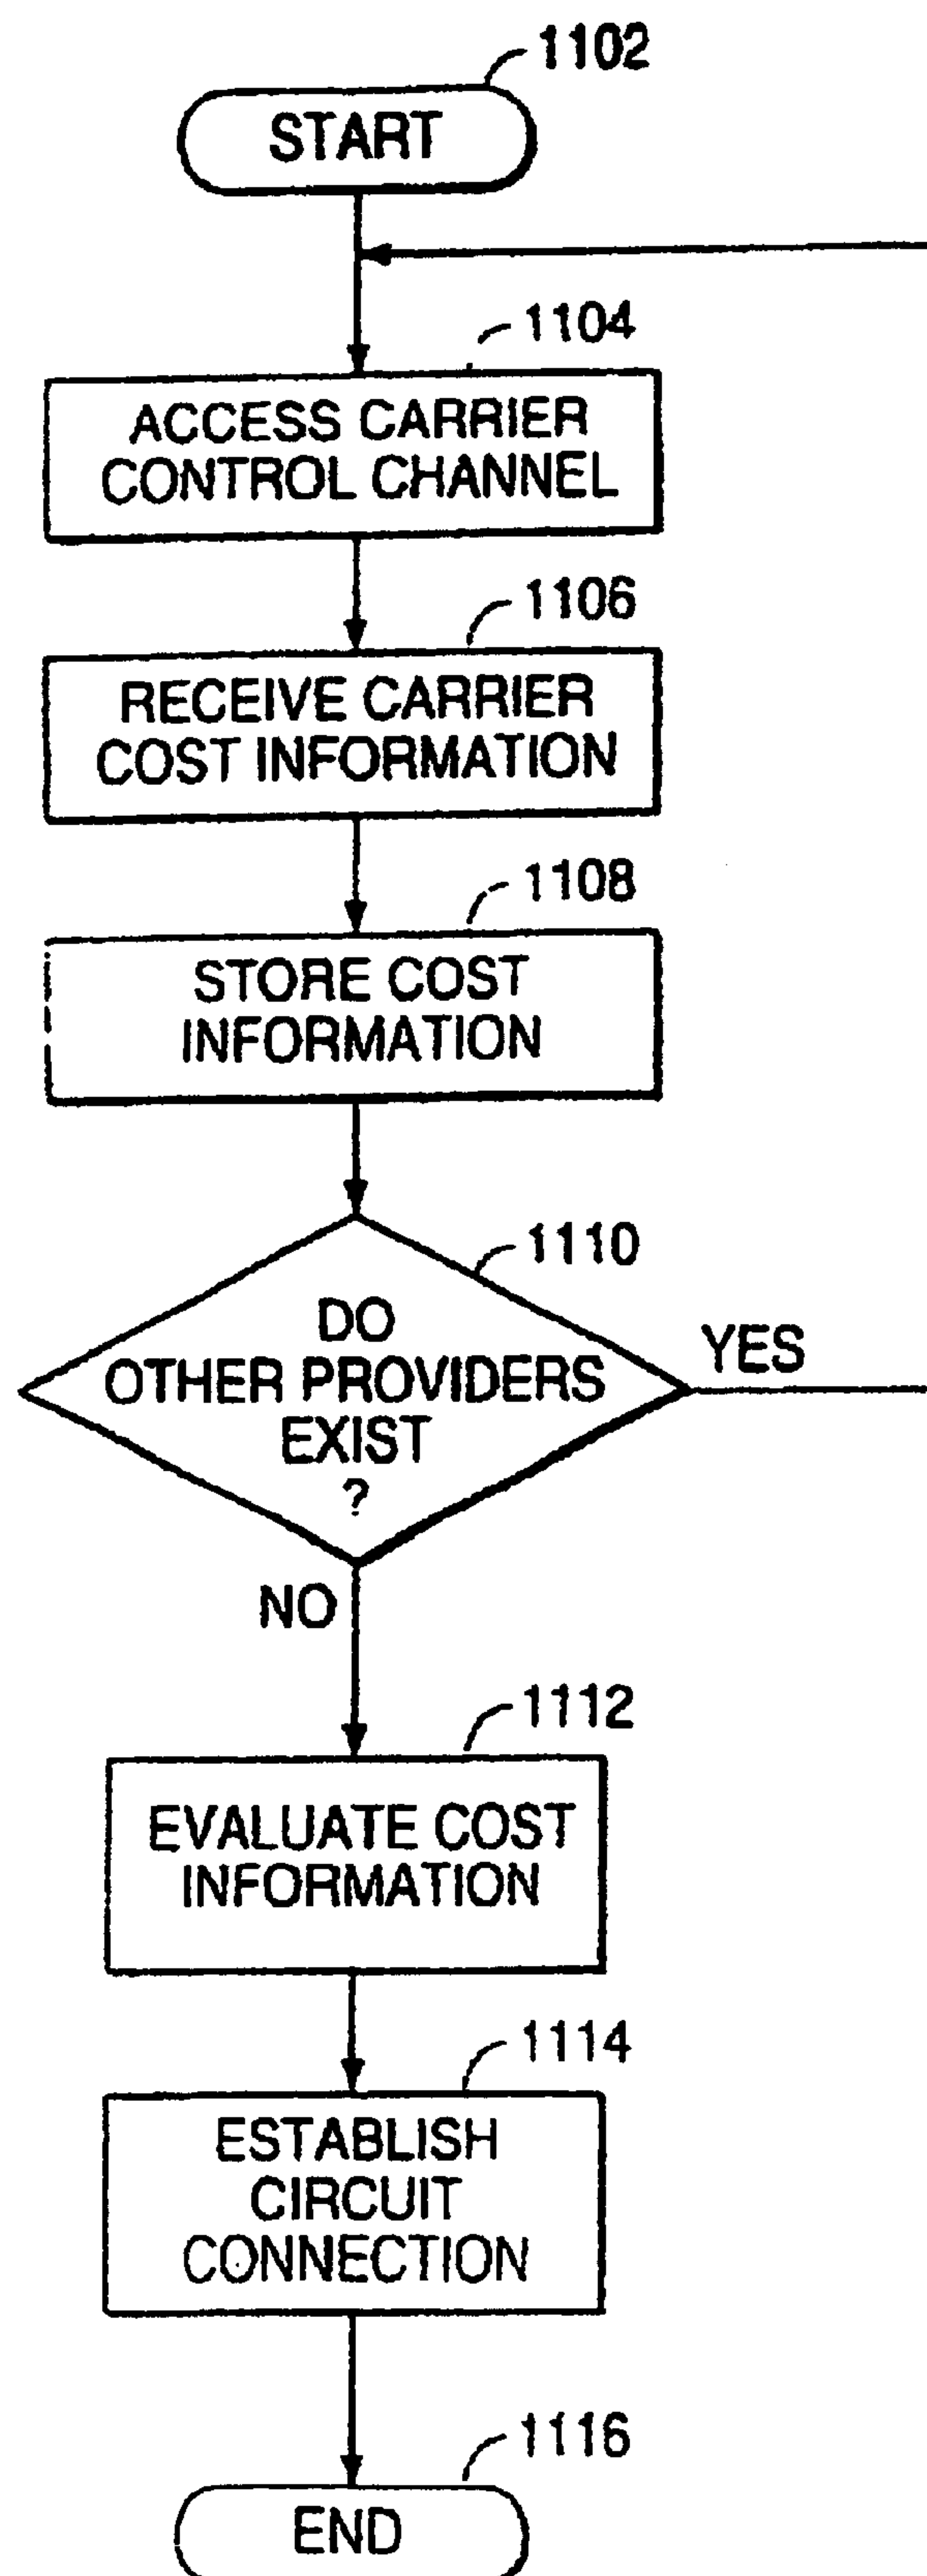 1102
START
1104
ACCESS CARRIER
CONTROL CHANNEL
1106
RECEIVE CARRIER
COST INFORMATION
1108
STORE COST
INFORMATION
1110
DO
OTHER PROVIDERS
EXIST
?
YES
NO
1112
EVALUATE COST
INFORMATION
1114
ESTABLISH
CIRCUIT
CONNECTION
1116
END